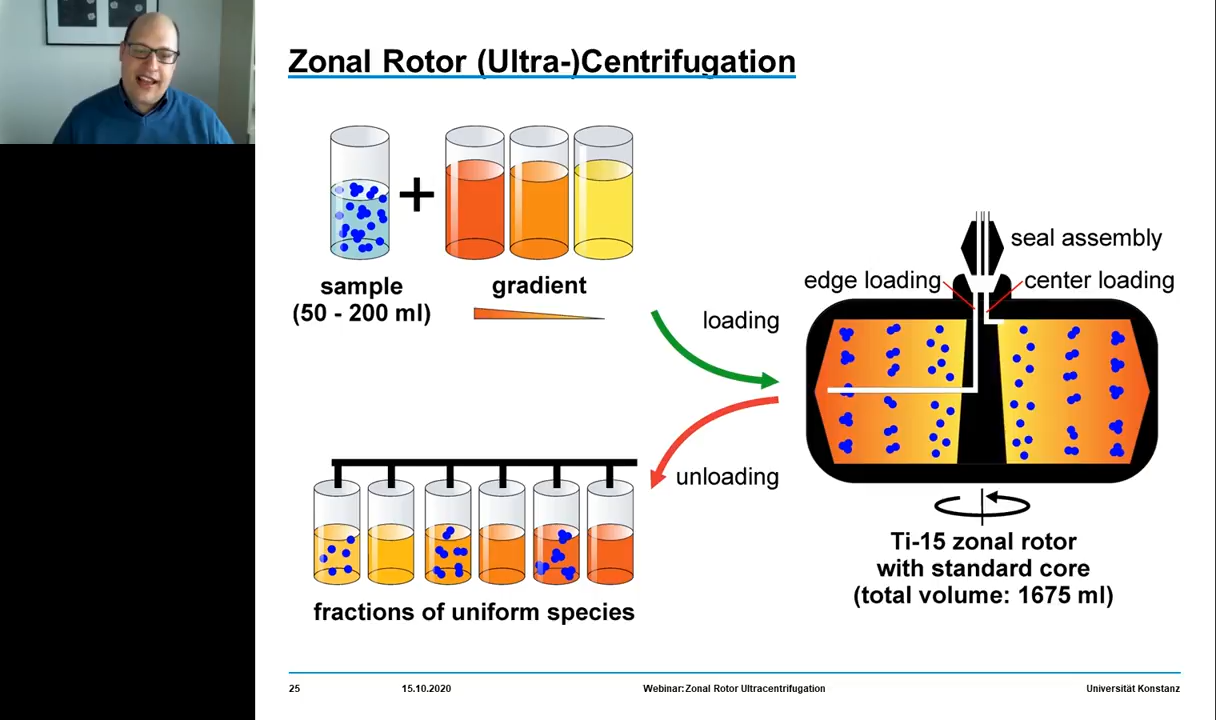 Zonal Rotor (Ultra-)Centrifugation
sample
(50 - 200 ml)
gradient
loading
seal assembly
edge loading
center loading
unloading
Ti-15 zonal rotor
with standard core
(total volume: 1675 ml)
fractions of uniform species
25
15.10.2020
Webinar: Zonal Rotor Ultracentrifugation
Universität Konstanz